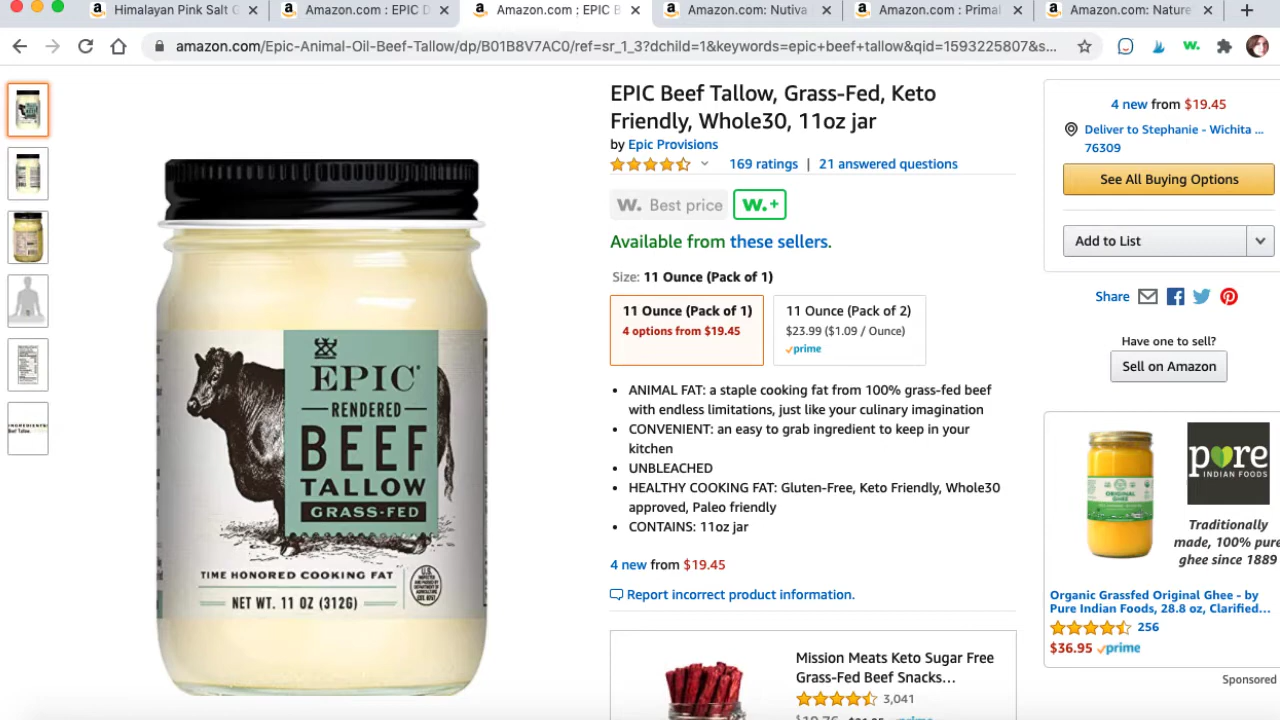 Himalayan Pink Salt G
Amazon.com : EPIC D
Amazon.com : EPIC B
Amazon.com: Nutiva
Amazon.com : Primal
Amazon.com: Nature
amazon.com/Epic-Animal-Oil-Beef-Tallow/dp/B01B8V7AC0/ref=sr_1_3?dchild=1&keywords=epic+beef+tallow&qid=1593225807&s...
w.
EPIC Beef Tallow, Grass-Fed, Keto
Friendly, Whole30, 11oz jar
by Epic Provisions
169 ratings | 21 answered questions
w. Best price w.+
Available from these sellers.
Size: 11 Ounce (Pack of 1)
11 Ounce (Pack of 1)
4 options from $19.45
11 Ounce (Pack of 2)
$23.99 ($1.09 / Ounce)
prime
• ANIMAL FAT: a staple cooking fat from 100% grass-fed beef
with endless limitations, just like your culinary imagination
• CONVENIENT: an easy to grab ingredient to keep in your
kitchen
• UNBLEACHED
• HEALTHY COOKING FAT: Gluten-Free, Keto Friendly, Whole30
approved, Paleo friendly
• CONTAINS: 11oz jar
4 new from $19.45
Report incorrect product information.
Mission Meats Keto Sugar Free
Grass-Fed Beef Snacks...
3,041
EPIC
RENDERED
BEEF
TALLOW
GRASS-FED
TIME HONORED COOKING FAT
NET WT. 11 OZ (312G)
INGREDIENTS:
Beef Tallow.
4 new from $19.45
Deliver to Stephanie - Wichita ...
76309
See All Buying Options
Add to List
Share
Have one to sell?
Sell on Amazon
ORIGINAL
GHEE
pure
INDIAN FOODS
Traditionally
made, 100% pure
ghee since 1889
Organic Grassfed Original Ghee - by
Pure Indian Foods, 28.8 oz, Clarified...
256
$36.95 prime
Sponsored